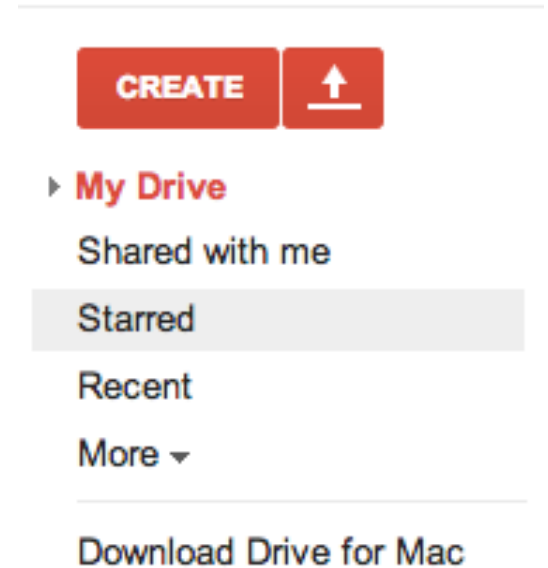 CREATE
My Drive
Shared with me
Starred
Recent
More
Download Drive for Mac